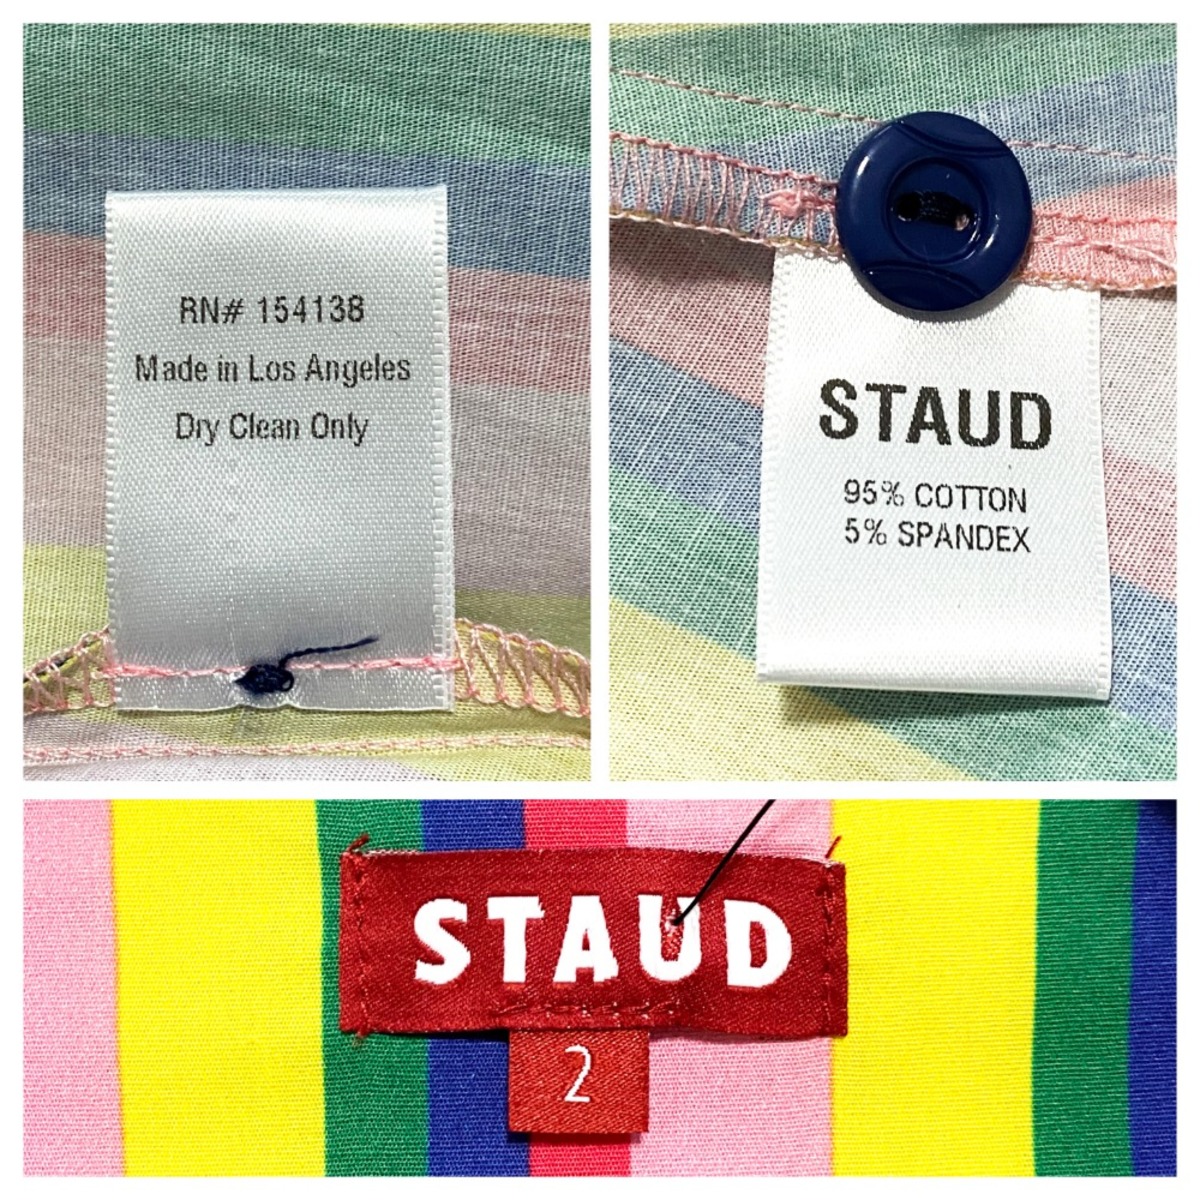 RN# 154138
Made in Los Angeles
Dry Clean Only
STAUD
95% COTTON
5% SPANDEX
STAUD
2